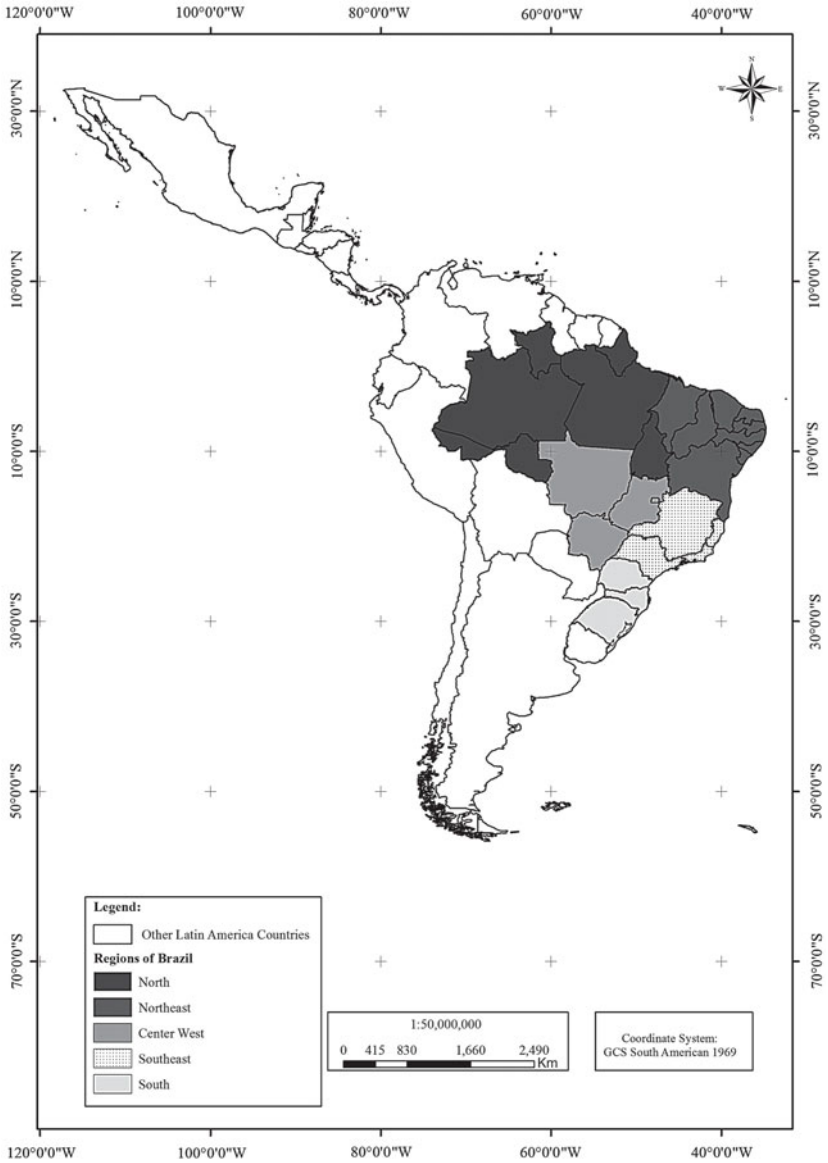 120°0'0"W 100°0'0"W 80°0'0"W 60°0'0"W 40°0'0"W
N
W E
S
30°0'0"N 30°0'0"N
10°0'0"N 10°0'0"N
10°0'0"S 10°0'0"S
30°0'0"S 30°0'0"S
50°0'0"S 50°0'0"S
70°0'0"S 70°0'0"S
Legend:
Other Latin America Countries
Regions of Brazil
North
Northeast
Center West
Southeast
South
1:50,000,000
0 415 830 1,660 2,490
Km
Coordinate System:
GCS South American 1969
120°0'0"W 100°0'0"W 80°0'0"W 60°0'0"W 40°0'0"W